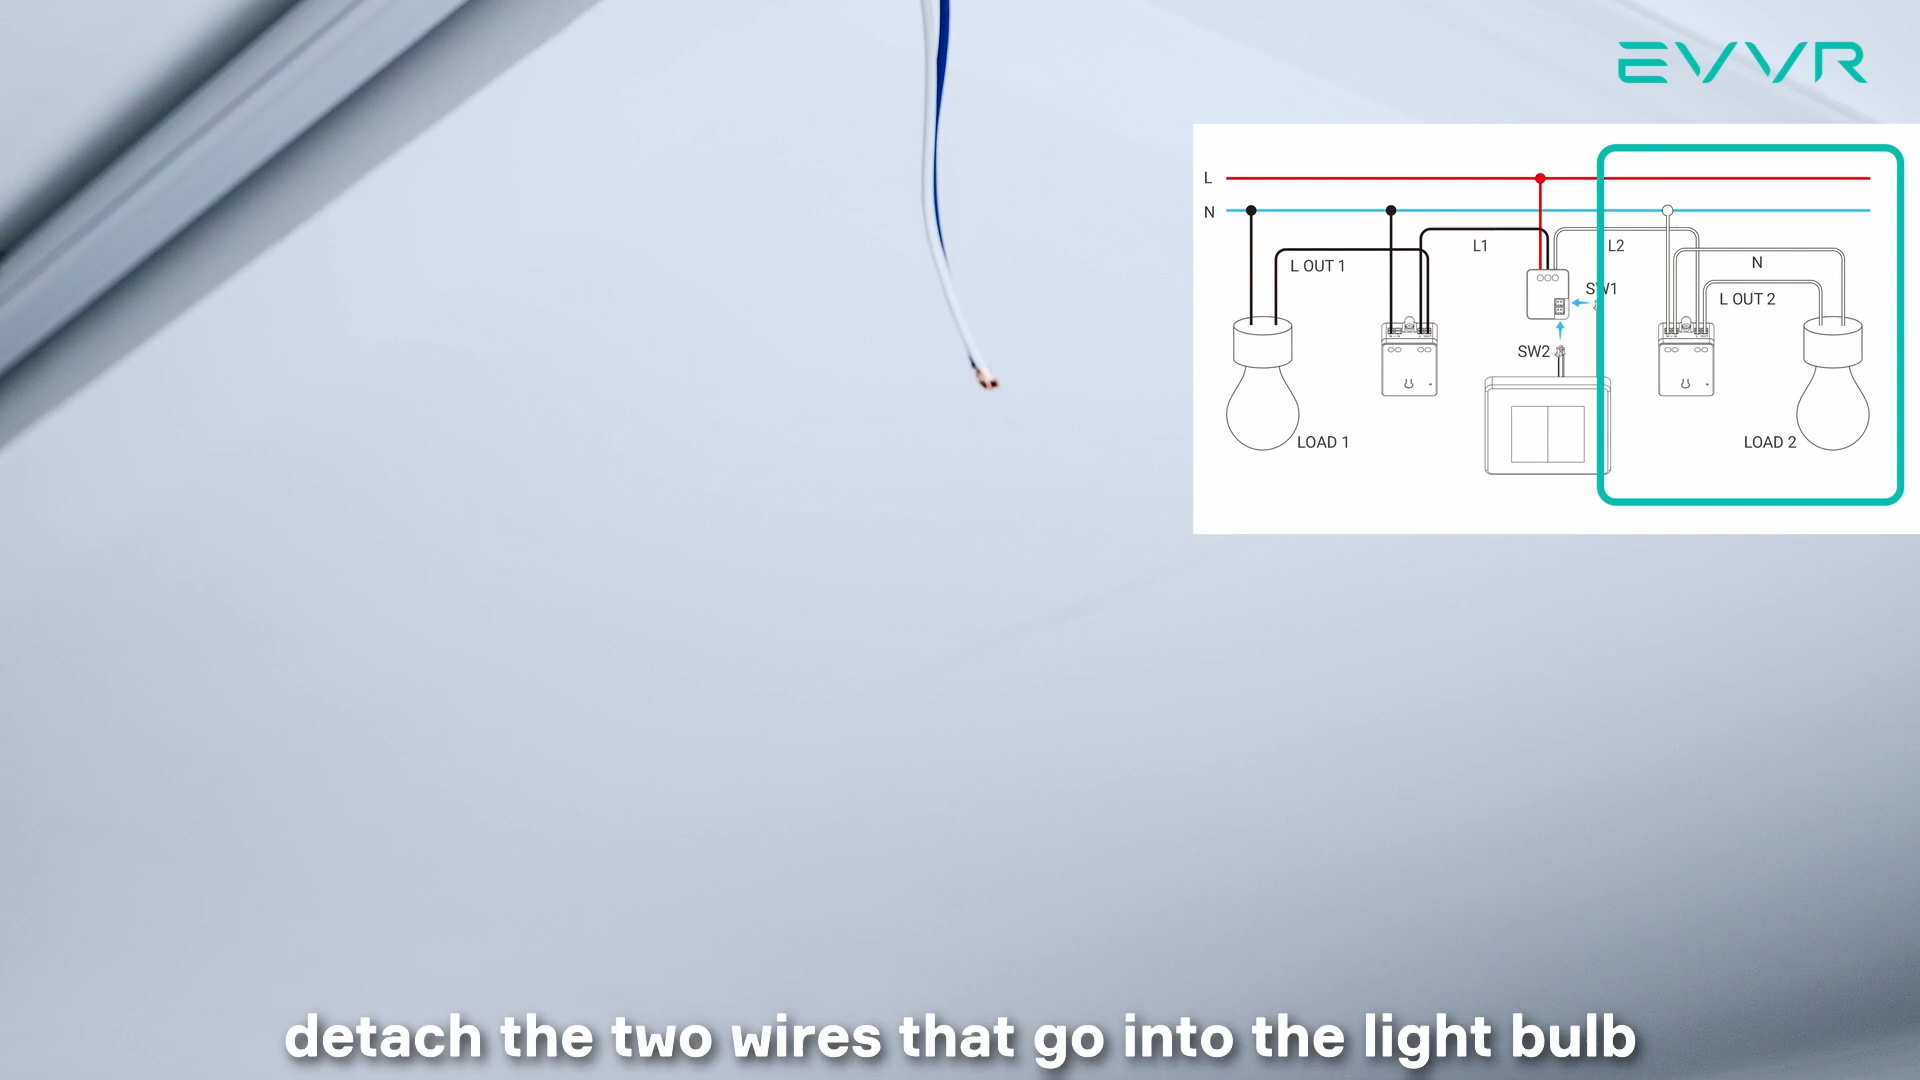 EVVR
L
N
L1
L2
L OUT 1
N
SW1
L OUT 2
SW2
LOAD 1
LOAD 2
detach the two wires that go into the light bulb